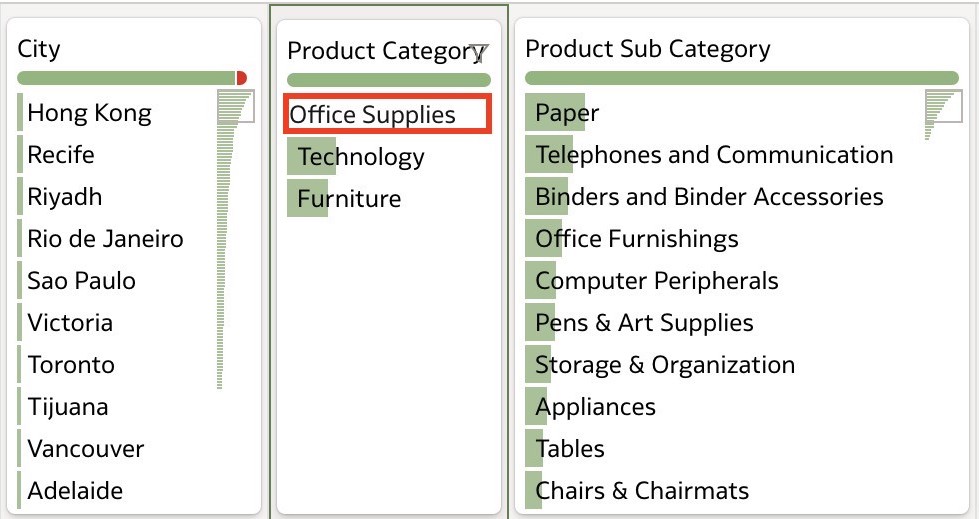 City
Hong Kong
Recife
Riyadh
Rio de Janeiro
Sao Paulo
Victoria
Toronto
Tijuana
Vancouver
Adelaide
Product Category
Office Supplies
Technology
Furniture
Product Sub Category
Paper
Telephones and Communication
Binders and Binder Accessories
Office Furnishings
Computer Peripherals
Pens & Art Supplies
Storage & Organization
Appliances
Tables
Chairs & Chairmats